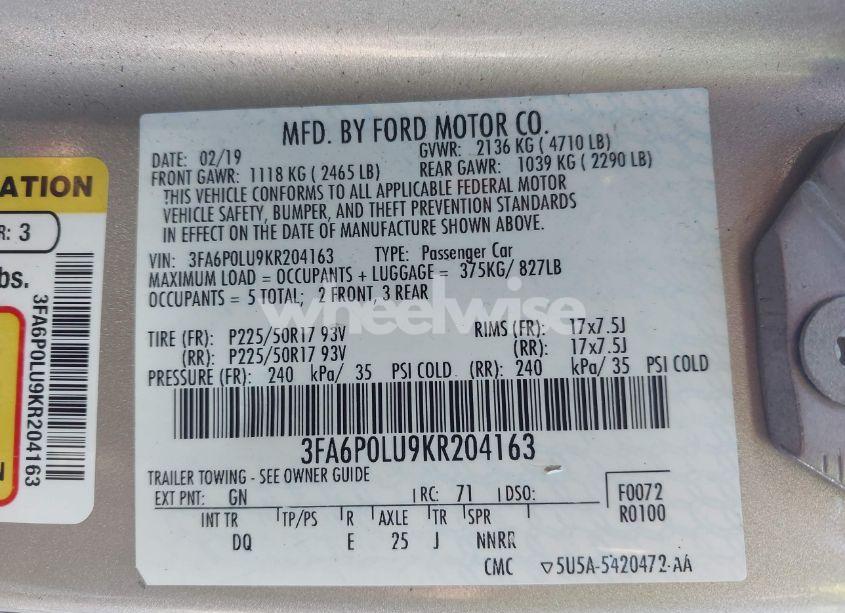 MFD. BY FORD MOTOR CO.
DATE: 02/19 GVWR: 2136 KG ( 4710 LB)
FRONT GAWR: 1118 KG ( 2465 LB) REAR GAWR: 1039 KG ( 2290 LB)
THIS VEHICLE CONFORMS TO ALL APPLICABLE FEDERAL MOTOR
VEHICLE SAFETY, BUMPER, AND THEFT PREVENTION STANDARDS
IN EFFECT ON THE DATE OF MANUFACTURE SHOWN ABOVE.
VIN: 3FA6P0LU9KR204163 TYPE: Passenger Car
MAXIMUM LOAD = OCCUPANTS + LUGGAGE = 375KG/ 827LB
OCCUPANTS = 5 TOTAL; 2 FRONT, 3 REAR
wheelwise
TIRE (FR): P225/50R17 93V RIMS (FR): 17x7.5J
(RR): P225/50R17 93V (RR): 17x7.5J
PRESSURE (FR): 240 kPa/ 35 PSI COLD (RR): 240 kPa/ 35 PSI COLD
3FA6P0LU9KR204163
TRAILER TOWING - SEE OWNER GUIDE
EXT PNT: GN RC: 71 DSO: F0072
R0100
INT TR TP/PS R AXLE TR SPR
DQ E 25 J NNRR
CMC ▽5U5A-5420472-AA
ATION
R: 3
bs.
3FA6P0LU9KR204163
N